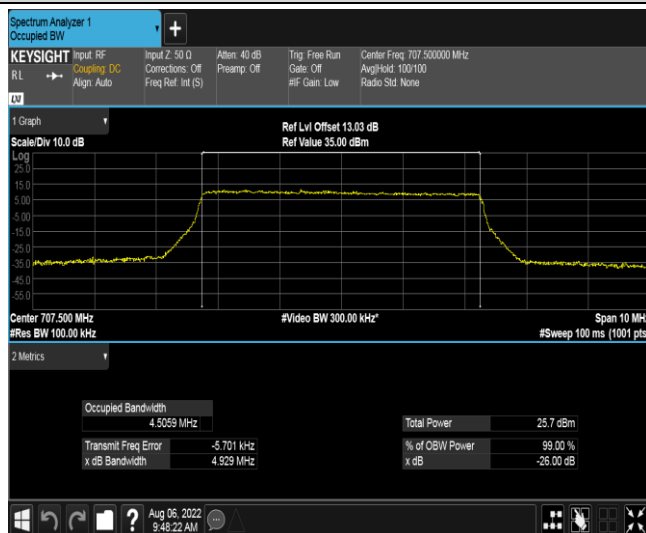 Spectrum Analyzer 1
Occupied BW
+
KEYSIGHT Input: RF Input Z: 50 Ω Atten: 40 dB Trig: Free Run Center Freq: 707.500000 MHz
RL Coupling: DC Corrections: Off Preamp: Off Gate: Off Avg|Hold: 100/100
Align: Auto Freq Ref: Int (S) #IF Gain: Low Radio Std: None
LXI
1 Graph
Ref Lvl Offset 13.03 dB
Scale/Div 10.0 dB Ref Value 35.00 dBm
Log
25.0
15.0
5.00
-5.00
-15.0
-25.0
-35.0
-45.0
-55.0
Center 707.500 MHz #Video BW 300.00 kHz* Span 10 MHz
#Res BW 100.00 kHz #Sweep 100 ms (1001 pts
2 Metrics
Occupied Bandwidth
4.5059 MHz Total Power 25.7 dBm
Transmit Freq Error -5.701 kHz % of OBW Power 99.00 %
x dB Bandwidth 4.929 MHz x dB -26.00 dB
? Aug 06, 2022
9:48:22 AM